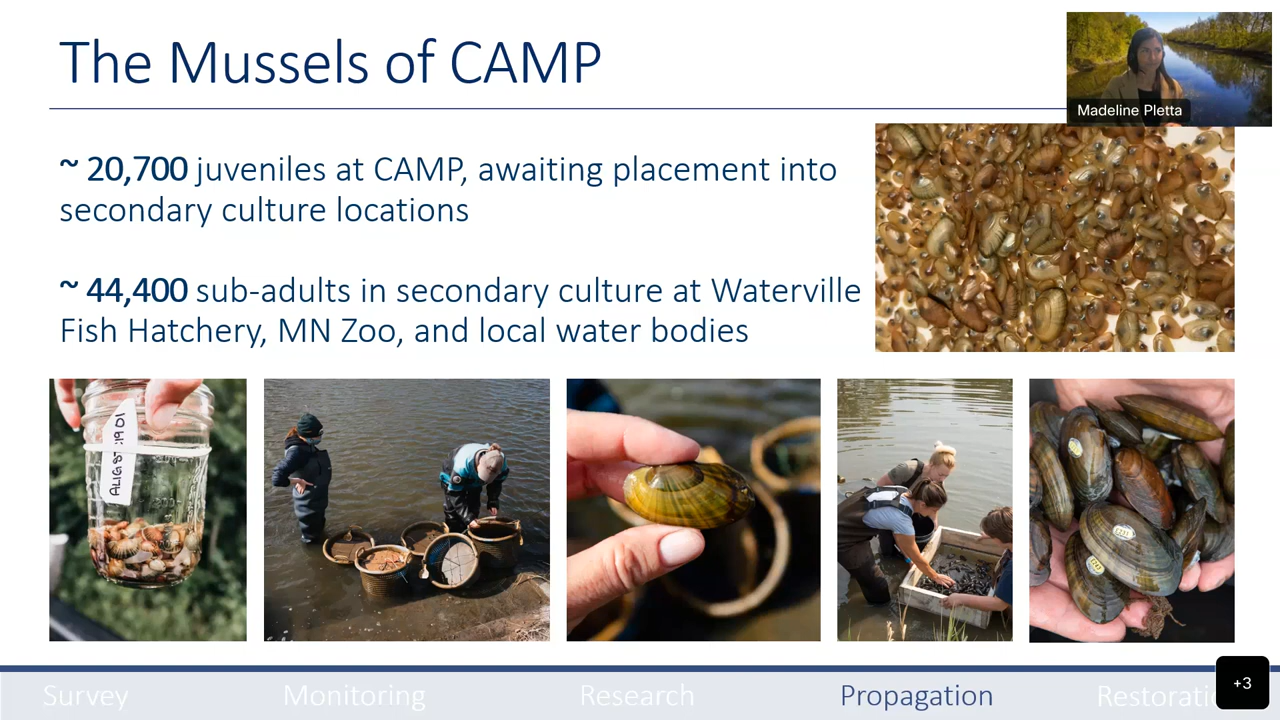 The Mussels of CAMP
Madeline Pletta
~ 20,700 juveniles at CAMP, awaiting placement into
secondary culture locations
~ 44,400 sub-adults in secondary culture at Waterville
Fish Hatchery, MN Zoo, and local water bodies
Survey
Monitoring
Research
Propagation
+3